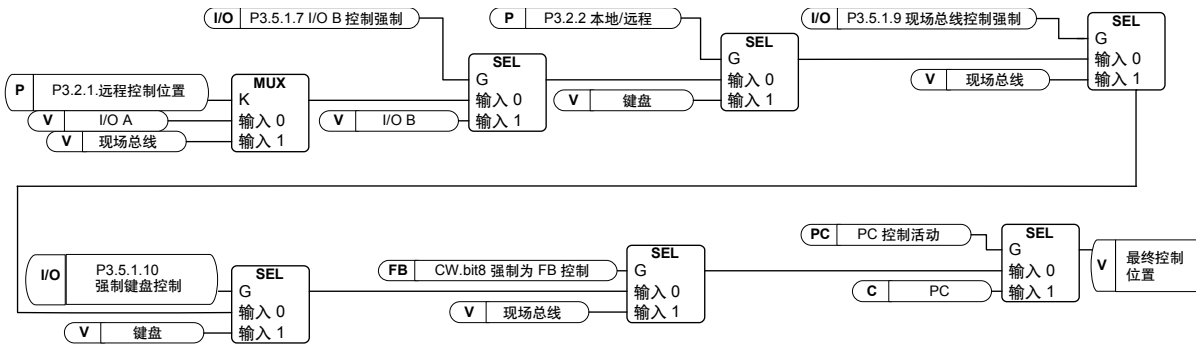 I/O P3.5.1.7 I/O B 控制强制
P P3.2.2 本地/远程
I/O P3.5.1.9 现场总线控制强制
SEL
G
输入 0
输入 1
SEL
G
输入 0
输入 1
SEL
G
输入 0
输入 1
MUX
K
输入 0
输入 1
P P3.2.1.远程控制位置
V I/O A
V 现场总线
V I/O B
V 键盘
V 现场总线
I/O P3.5.1.10
强制键盘控制
V 键盘
SEL
G
输入 0
输入 1
FB CW.bit8 强制为 FB 控制
V 现场总线
SEL
G
输入 0
输入 1
PC PC 控制活动
C PC
SEL
G
输入 0
输入 1
V 最终控制
位置